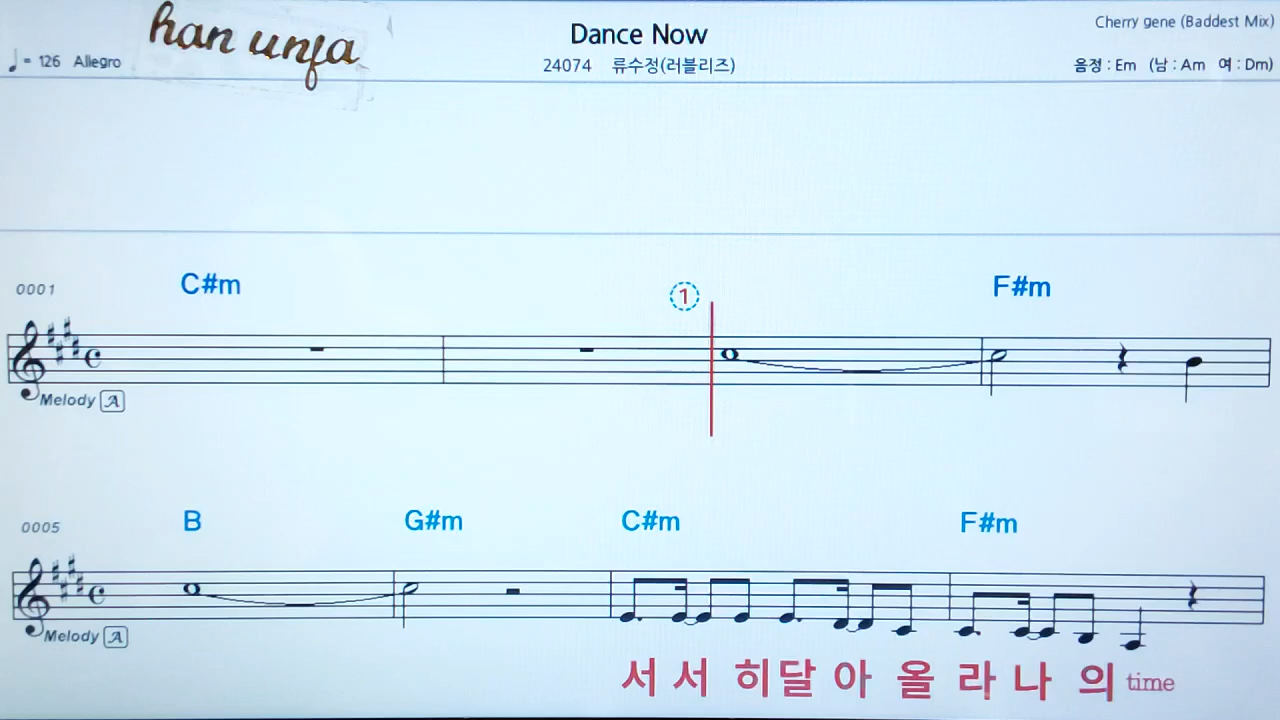 han unfa
Dance Now
Cherry gene (Baddest Mix)
♩ = 126 Allegro
24074 류수정(러블리즈)
음정 : Em (남 : Am 여 : Dm)
0001 C#m ① F#m
Melody A
0005 B G#m C#m F#m
Melody A
서 서 히 달 아 올 라 나 의 time